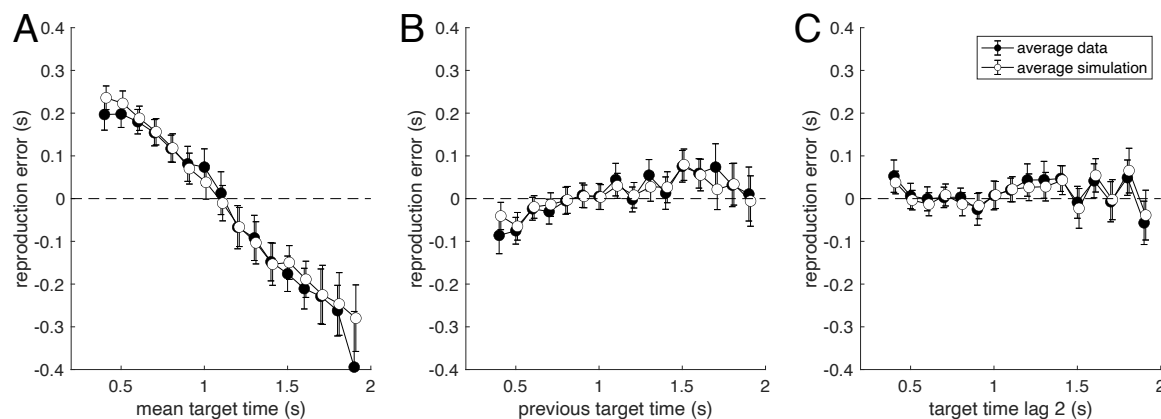 A
0.4
0.3
0.2
0.1
0
-0.1
-0.2
-0.3
-0.4
reproduction error (s)
0.5 1 1.5 2
mean target time (s)
B
0.4
0.3
0.2
0.1
0
-0.1
-0.2
-0.3
-0.4
reproduction error (s)
0.5 1 1.5 2
previous target time (s)
C
0.4
0.3
0.2
0.1
0
-0.1
-0.2
-0.3
-0.4
reproduction error (s)
0.5 1 1.5 2
target time lag 2 (s)
average data
average simulation